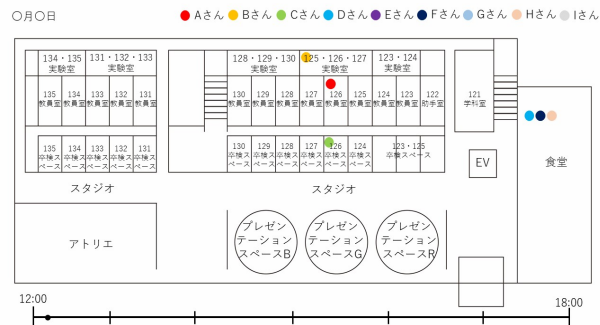 〇月〇日
Aさん Bさん Cさん Dさん Eさん Fさん Gさん Hさん Iさん
134・135
実験室
131・132・133
実験室
128・129・130
実験室
125・126・127
実験室
123・124
実験室
135
教員室
134
教員室
133
教員室
132
教員室
131
教員室
130
教員室
129
教員室
128
教員室
127
教員室
126
教員室
125
教員室
124
教員室
123
教員室
122
助手室
121
学科室
135
卒検ス
ペース
134
卒検ス
ペース
133
卒検ス
ペース
132
卒検ス
ペース
131
卒検ス
ペース
130
卒検ス
ペース
129
卒検ス
ペース
128
卒検ス
ペース
127
卒検ス
ペース
126
卒検ス
ペース
124
卒検ス
ペース
123・125
卒検スペース
EV
食堂
スタジオ
スタジオ
アトリエ
プレゼン
テーション
スペースB
プレゼン
テーション
スペースG
プレゼン
テーション
スペースR
12:00
18:00